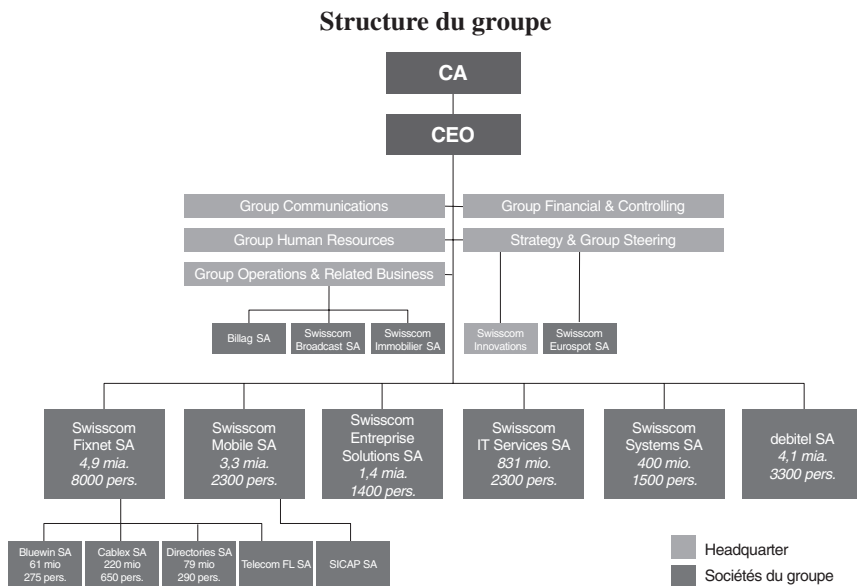 Structure du groupe
CA
CEO
Group Communications
Group Financial & Controlling
Group Human Resources
Strategy & Group Steering
Group Operations & Related Business
Billag SA
Swisscom
Broadcast SA
Swisscom
Immobilier SA
Swisscom
Innovations
Swisscom
Eurospot SA
Swisscom
Fixnet SA
4,9 mia.
8000 pers.
Swisscom
Mobile SA
3,3 mia.
2300 pers.
Swisscom
Entreprise
Solutions SA
1,4 mia.
1400 pers.
Swisscom
IT Services SA
831 mio.
2300 pers.
Swisscom
Systems SA
400 mio.
1500 pers.
debitel SA
4,1 mia.
3300 pers.
Bluewin SA
61 mio
275 pers.
Cablex SA
220 mio
650 pers.
Directories SA
79 mio
290 pers.
Telecom FL SA
SICAP SA
Headquarter
Sociétés du groupe